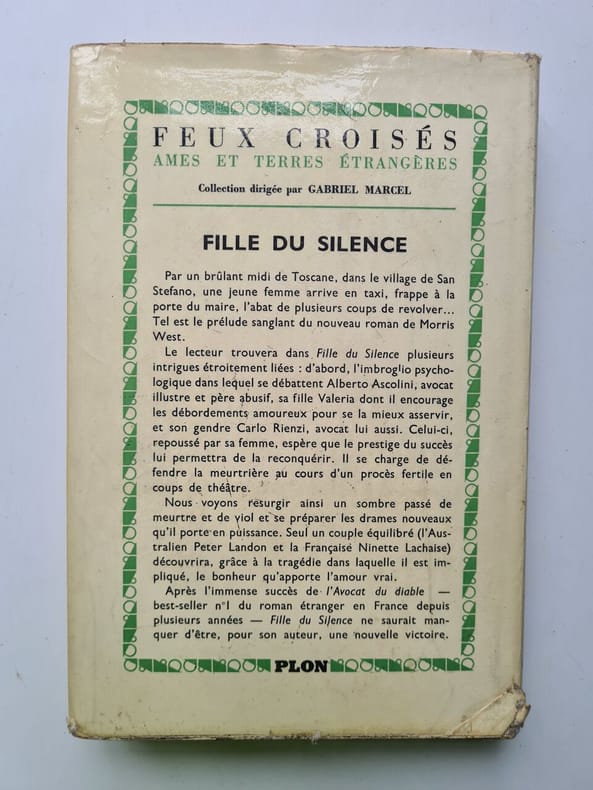 FEUX CROISÉS
AMES ET TERRES ÉTRANGÈRES
Collection dirigée par GABRIEL MARCEL
FILLE DU SILENCE
Par un brûlant midi de Toscane, dans le village de San
Stefano, une jeune femme arrive en taxi, frappe à la
porte du maire, l'abat de plusieurs coups de revolver...
Tel est le prélude sanglant du nouveau roman de Morris
West.
Le lecteur trouvera dans Fille du Silence plusieurs
intrigues étroitement liées : d'abord, l'imbroglio psycho-
logique dans lequel se débattent Alberto Ascolini, avocat
illustre et père abusif, sa fille Valeria dont il encourage
les débordements amoureux pour se la mieux asservir,
et son gendre Carlo Rienzi, avocat lui aussi. Celui-ci,
repoussé par sa femme, espère que le prestige du succès
lui permettra de la reconquérir. Il se charge de dé-
fendre la meurtrière au cours d'un procès fertile en
coups de théâtre.
Nous voyons resurgir ainsi un sombre passé de
meurtre et de viol et se préparer les drames nouveaux
qu'il porte en puissance. Seul un couple équilibré (l'Aus-
tralien Peter Landon et la Française Ninette Lachaise)
découvrira, grâce à la tragédie dans laquelle il est im-
pliqué, le bonheur qu'apporte l'amour vrai.
Après l'immense succès de l'Avocat du diable —
best-seller n°1 du roman étranger en France depuis
plusieurs années — Fille du Silence ne saurait man-
quer d'être, pour son auteur, une nouvelle victoire.
PLON